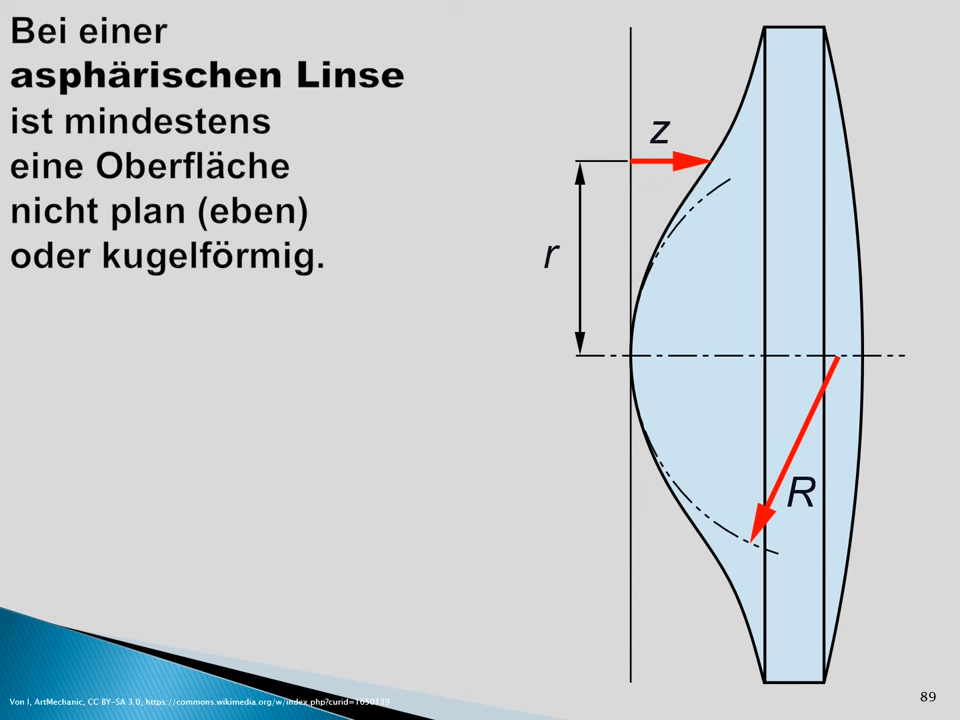 Bei einer
asphärischen Linse
ist mindestens
eine Oberfläche
nicht plan (eben)
oder kugelförmig.
z
r
R
Von I, ArtMechanic, CC BY-SA 3.0, https://commons.wikimedia.org/w/index.php?curid=1650139
89